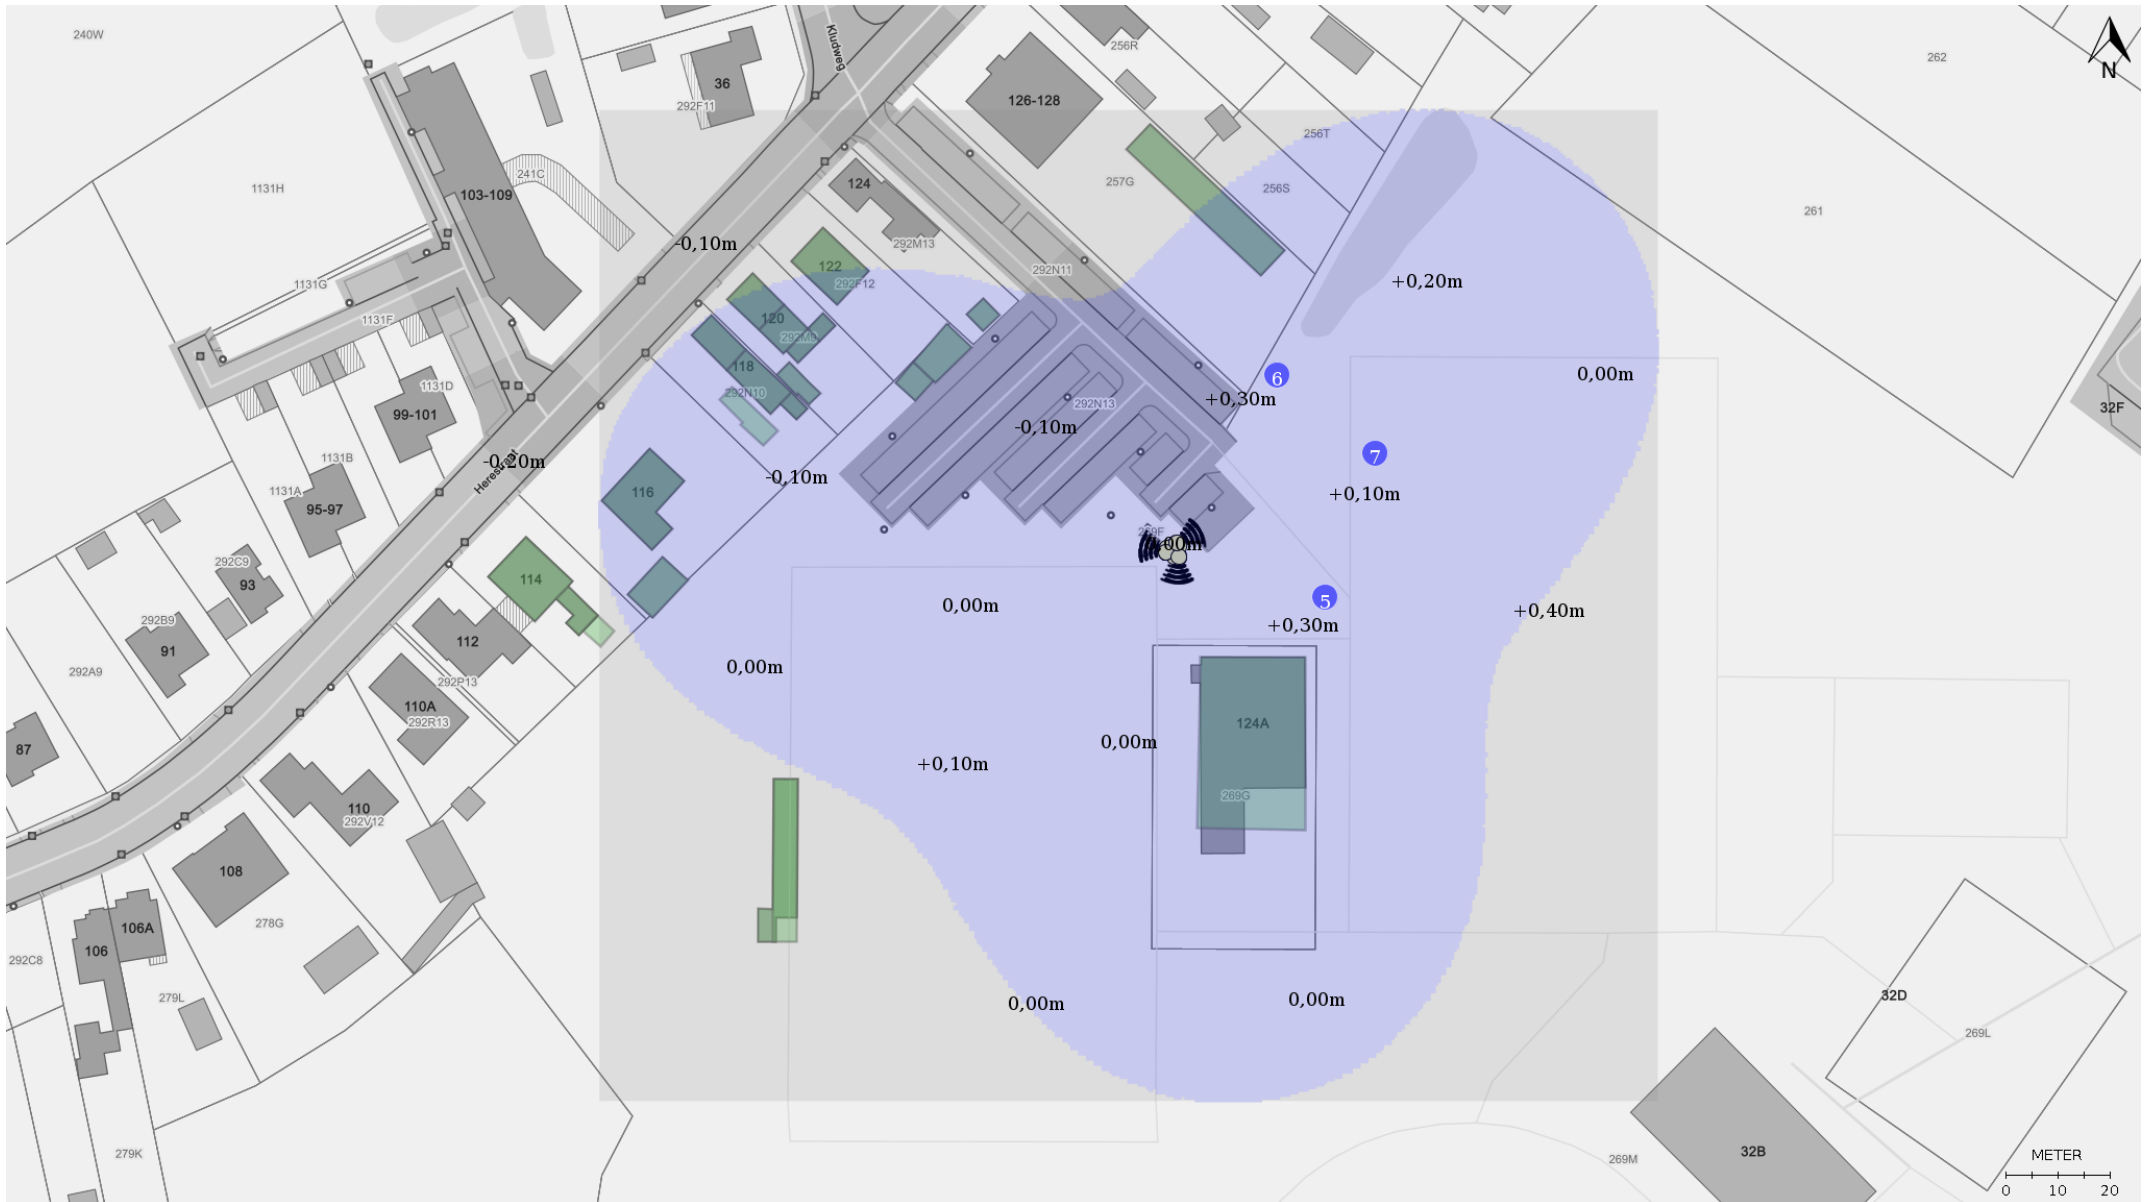 240W
Kludweg
36
292F11
256R
262
N
126-128
256T
1131H
241C
103-109
124
257G
256S
261
-0,10m
292M13
122
292F12
292N11
1131G
+0,20m
1131F
120
292M9
118
292N10
6
0,00m
1131D
99-101
+0,30m
292N13
-0,10m
32F
7
Herestraat
-0,20m
1131B
-0,10m
1131A
116
+0,10m
95-97
269F
292C9
114
93
5
0,00m
+0,40m
292B9
+0,30m
112
91
0,00m
292A9
292P13
110A
292R13
124A
87
0,00m
+0,10m
269G
110
292V12
108
278G
106A
106
292C8
32D
279L
0,00m
0,00m
269L
32B
279K
269M
METER
0 10 20